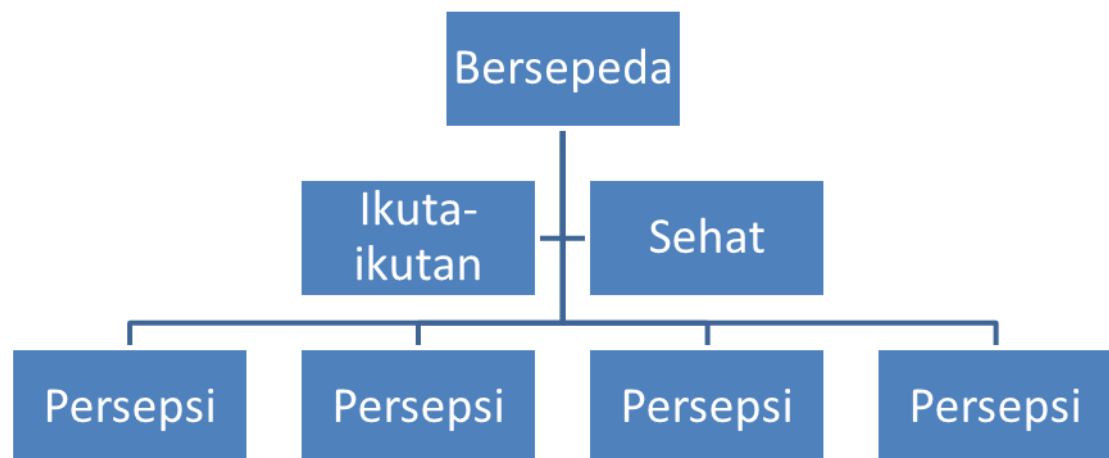 Bersepeda
Ikuta-
ikutan
Sehat
Persepsi
Persepsi
Persepsi
Persepsi